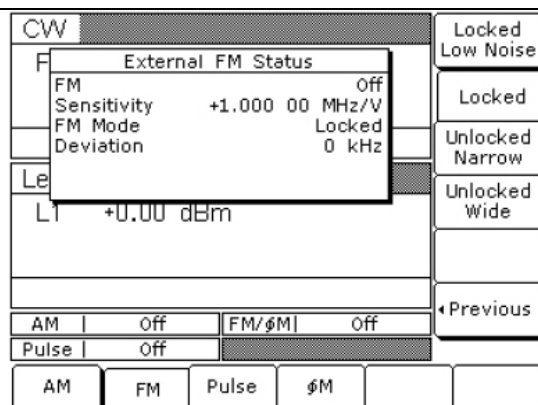 CW
F
External FM Status
FM Off
Sensitivity +1.000 00 MHz/V
FM Mode Locked
Deviation 0 kHz
Le
L1 +0.00 dBm
AM | Off FM/ϕM| Off
Pulse | Off
Locked
Low Noise
Locked
Unlocked
Narrow
Unlocked
Wide
◂Previous
AM FM Pulse ϕM